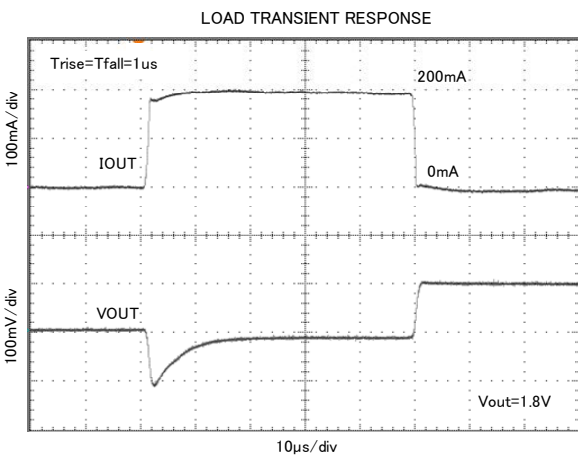 LOAD TRANSIENT RESPONSE
Trise=Tfall=1us
200mA
100mA/div
IOUT
0mA
VOUT
100mV/div
Vout=1.8V
10μs/div